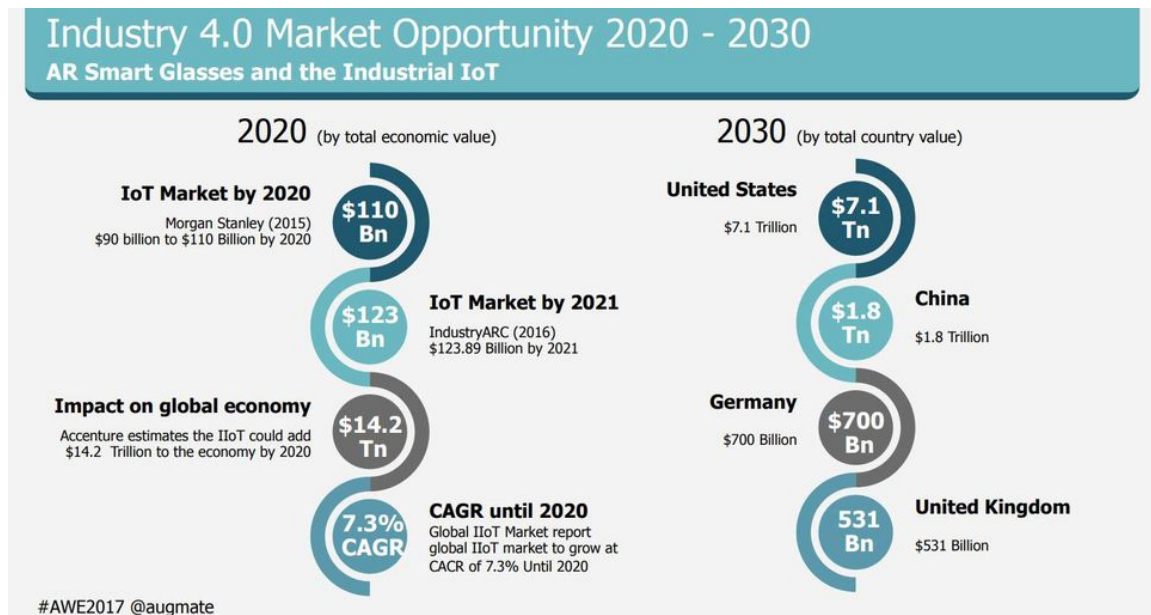 Industry 4.0 Market Opportunity 2020 - 2030
AR Smart Glasses and the Industrial IoT
2020 (by total economic value)
IoT Market by 2020
Morgan Stanley (2015)
$90 billion to $110 Billion by 2020
$110
Bn
$123
Bn
IoT Market by 2021
IndustryARC (2016)
$123.89 Billion by 2021
Impact on global economy
Accenture estimates the IIoT could add
$14.2 Trillion to the economy by 2020
$14.2
Tn
7.3%
CAGR
CAGR until 2020
Global IIoT Market report
global IIoT market to grow at
CACR of 7.3% Until 2020
2030 (by total country value)
United States
$7.1 Trillion
$7.1
Tn
$1.8
Tn
China
$1.8 Trillion
Germany
$700 Billion
$700
Bn
531
Bn
United Kingdom
$531 Billion
#AWE2017 @augmate